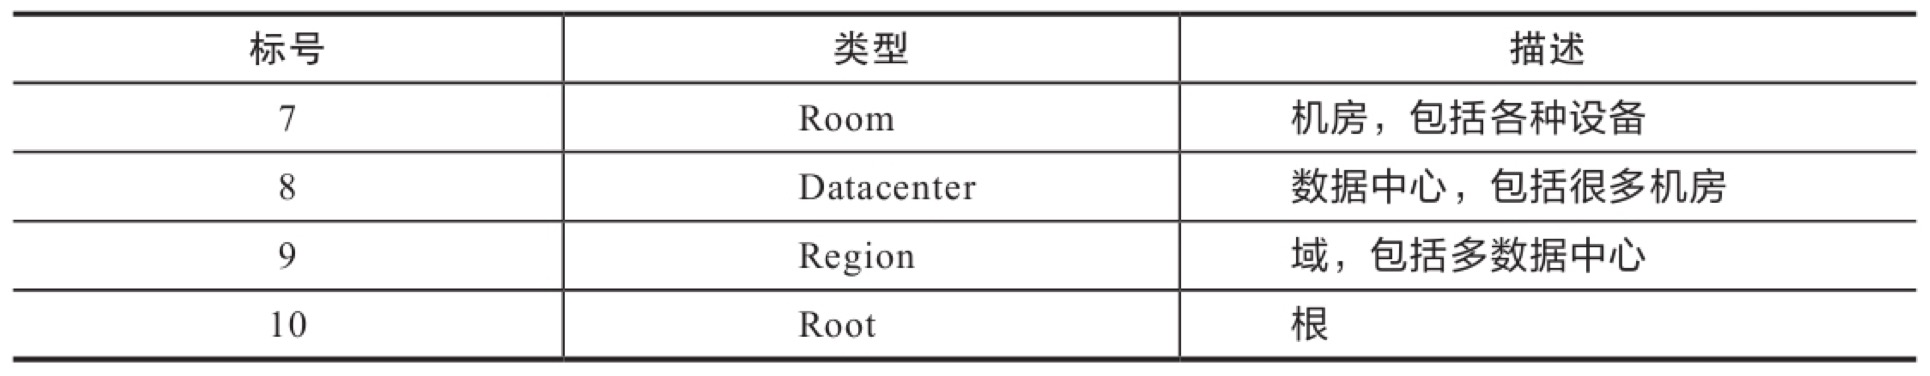 标号 类型 描述
7 Room 机房，包括各种设备
8 Datacenter 数据中心，包括很多机房
9 Region 域，包括多数据中心
10 Root 根